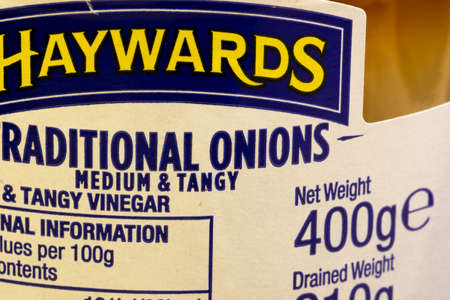 HAYWARDS
RADITIONAL ONIONS
MEDIUM & TANGY
& TANGY VINEGAR
NAL INFORMATION
lues per 100g
ontents
Net Weight
400g℮
Drained Weight